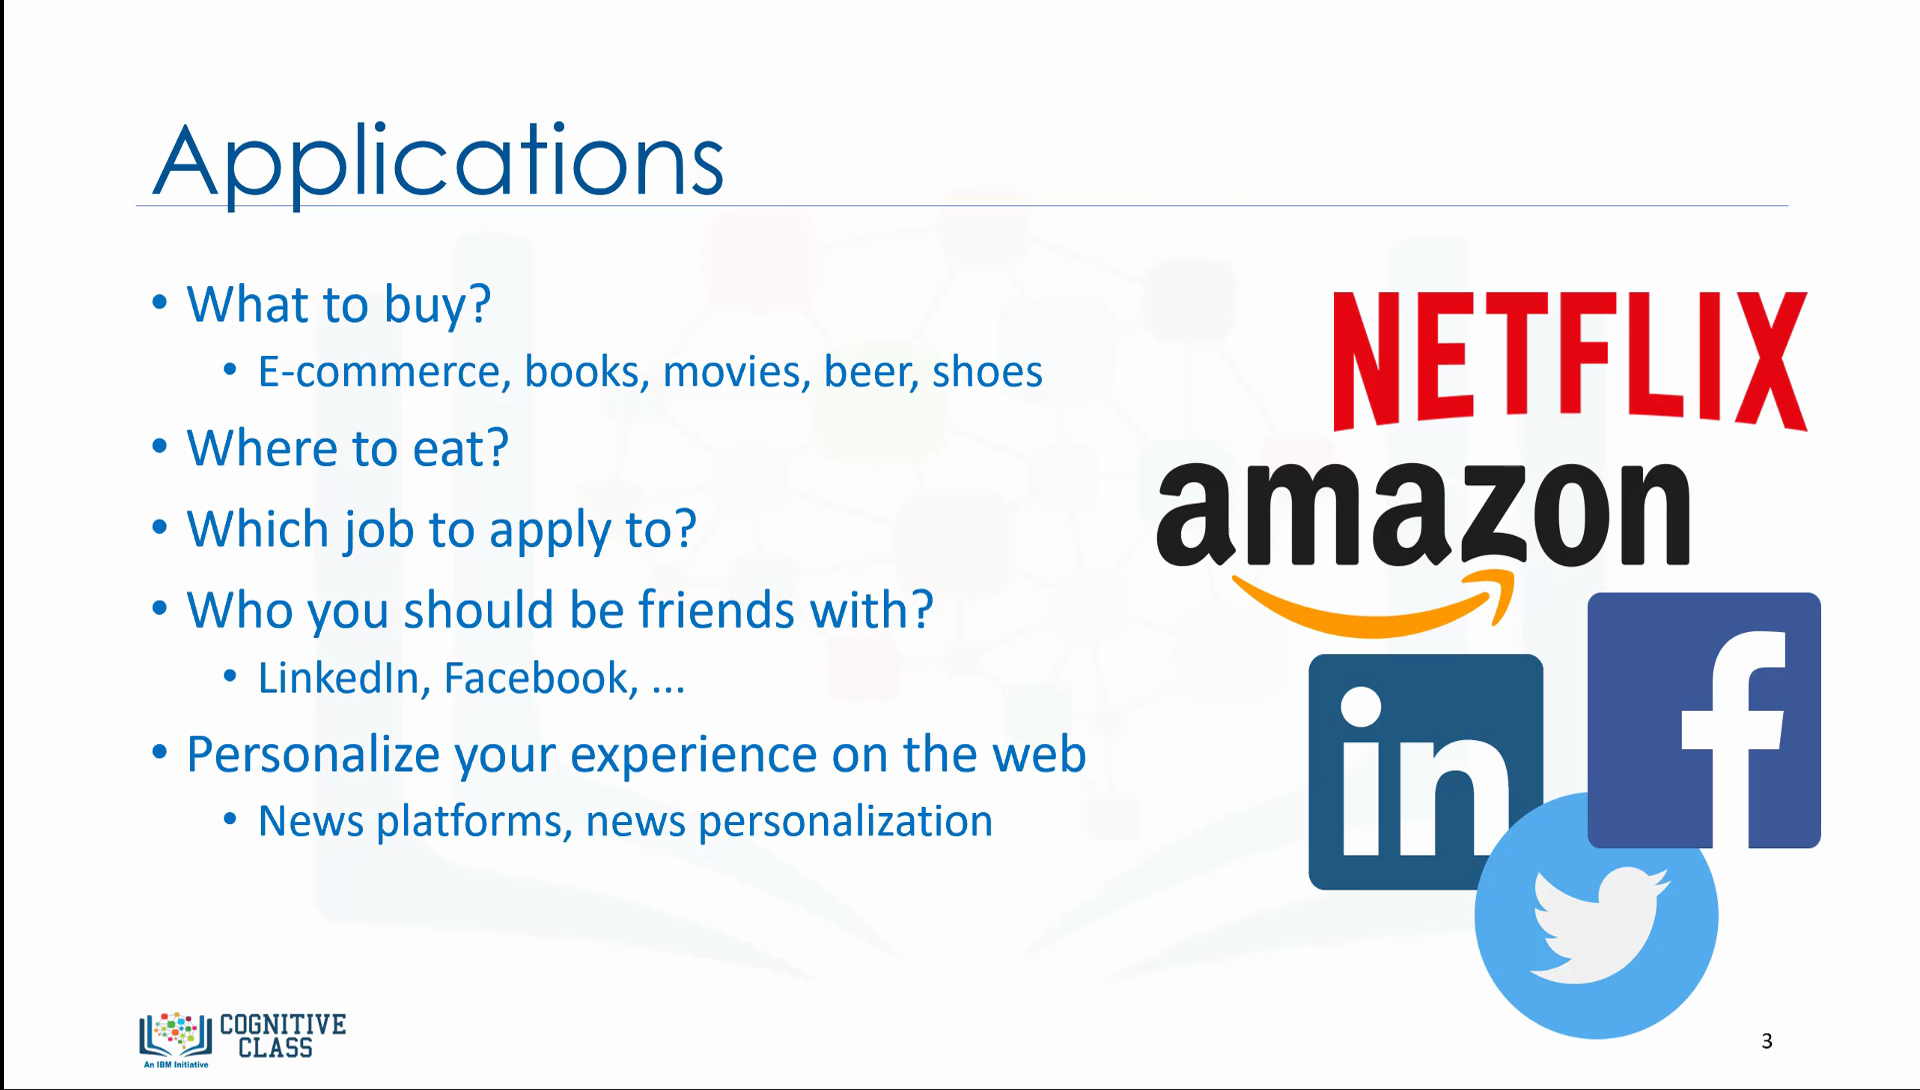 Applications
• What to buy?
• E-commerce, books, movies, beer, shoes
• Where to eat?
• Which job to apply to?
• Who you should be friends with?
• LinkedIn, Facebook, ...
• Personalize your experience on the web
• News platforms, news personalization
NETFLIX
amazon
in
f
COGNITIVE
CLASS
An IBM Initiative
3